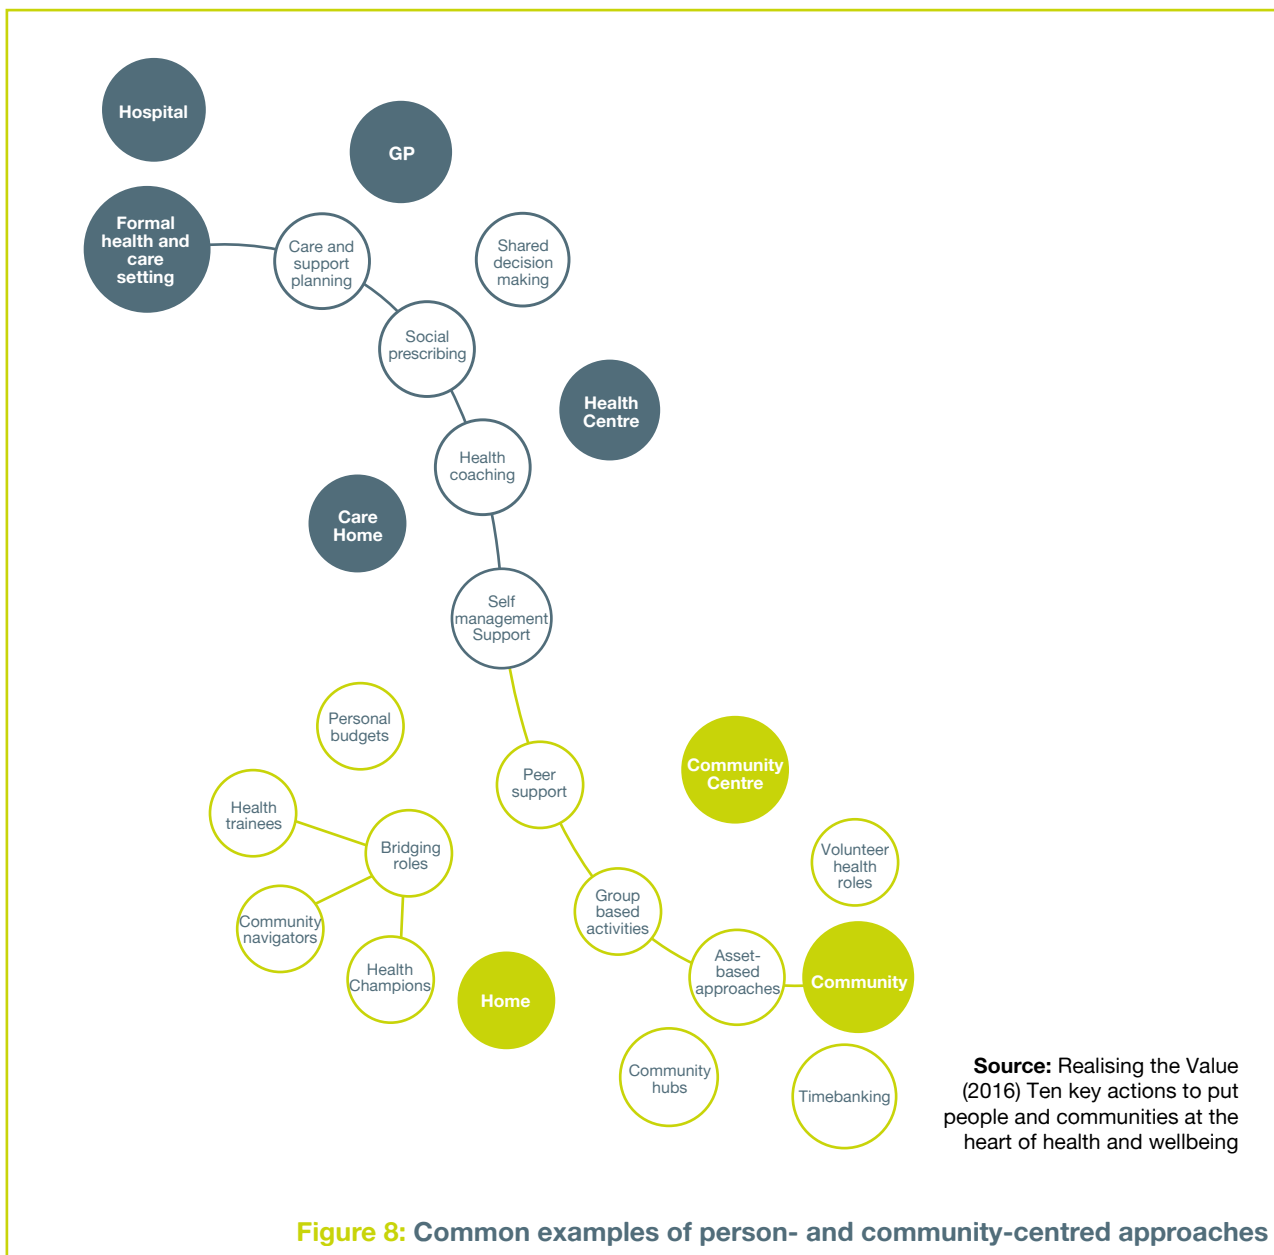 Hospital
GP
Formal
health and
care
setting
Care and
support
planning
Shared
decision
making
Social
prescribing
Health
Centre
Health
coaching
Care
Home
Self
management
Support
Personal
budgets
Community
Centre
Peer
support
Health
trainees
Bridging
roles
Volunteer
health
roles
Group
based
activities
Community
navigators
Health
Champions
Home
Asset-
based
approaches
Community
Community
hubs
Timebanking
Source: Realising the Value
(2016) Ten key actions to put
people and communities at the
heart of health and wellbeing
Figure 8: Common examples of person- and community-centred approaches